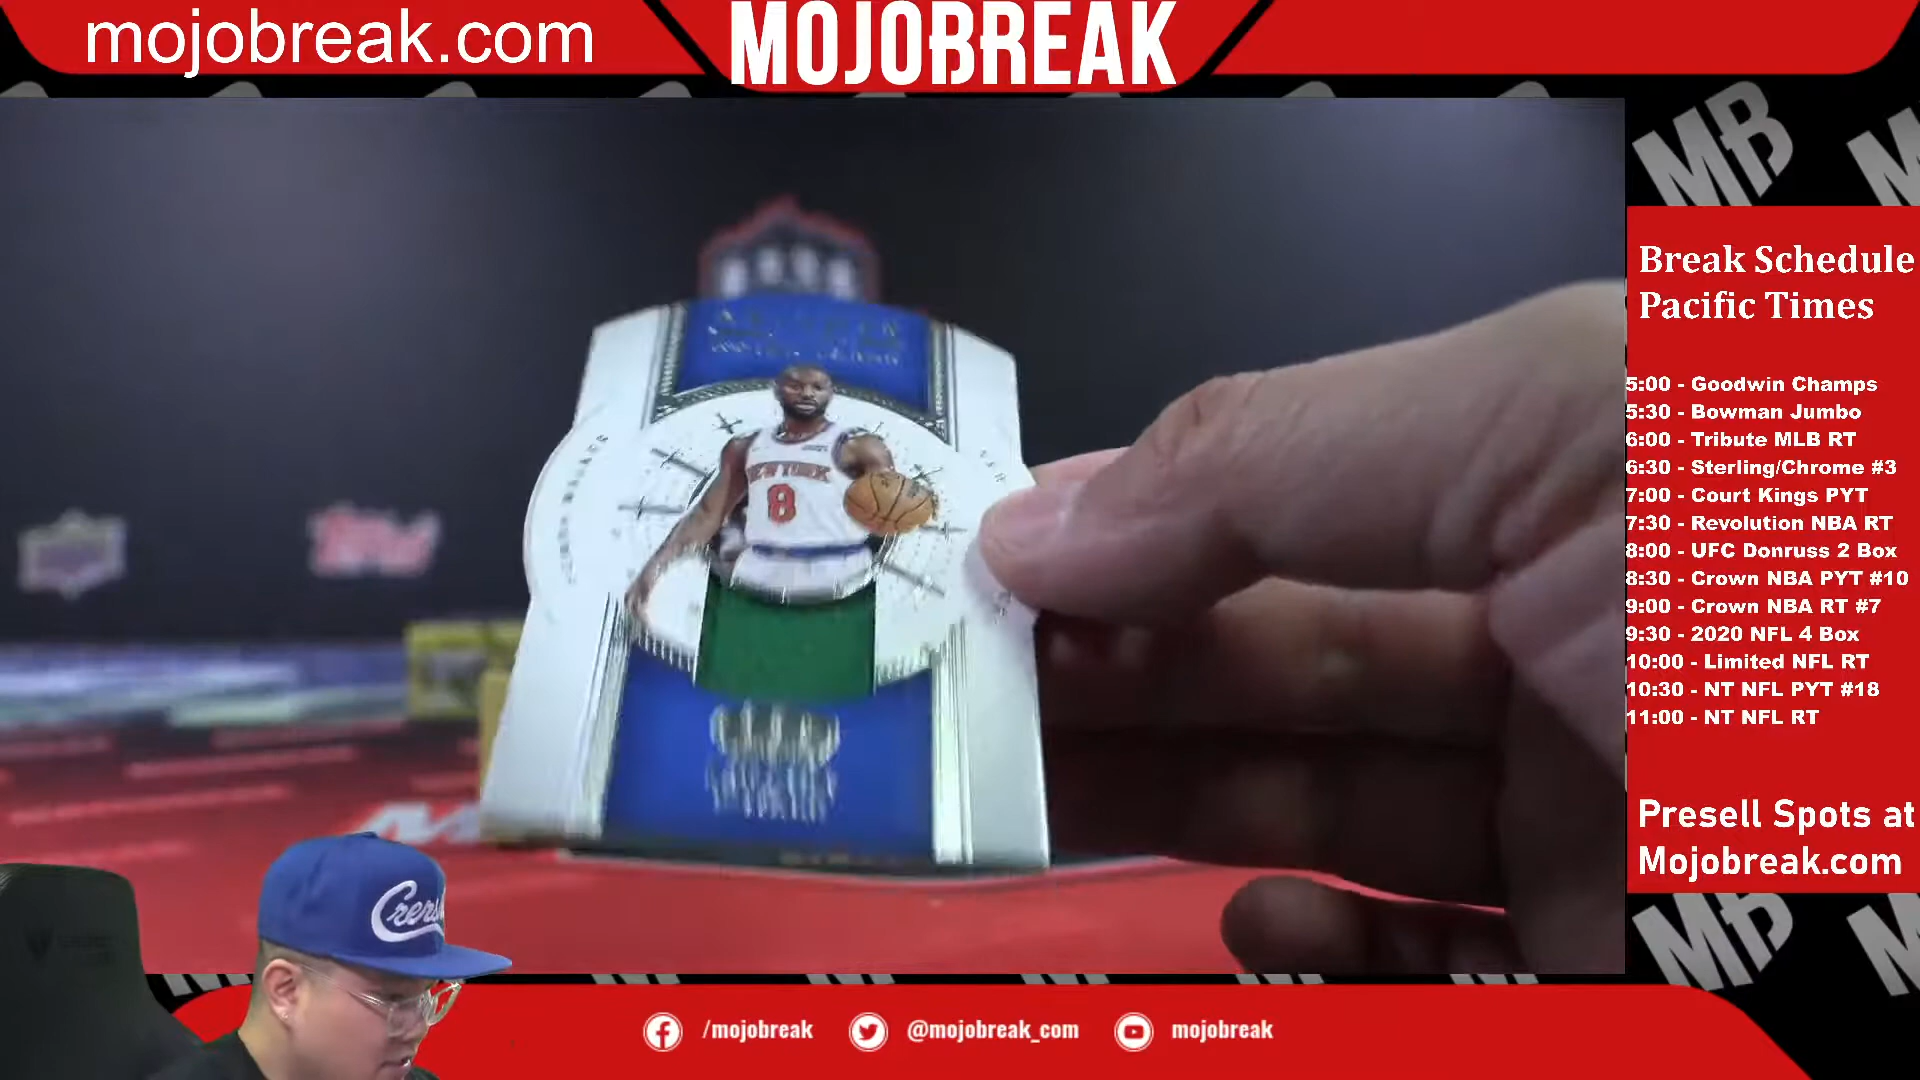 mojobreak.com
MOJOBREAK
MB
Break Schedule
Pacific Times
5:00 - Goodwin Champs
5:30 - Bowman Jumbo
6:00 - Tribute MLB RT
6:30 - Sterling/Chrome #3
7:00 - Court Kings PYT
7:30 - Revolution NBA RT
8:00 - UFC Donruss 2 Box
8:30 - Crown NBA PYT #10
9:00 - Crown NBA RT #7
9:30 - 2020 NFL 4 Box
10:00 - Limited NFL RT
10:30 - NT NFL PYT #18
11:00 - NT NFL RT
Presell Spots at
Mojobreak.com
MB
NEW YORK
8
Topps
/mojobreak
@mojobreak_com
mojobreak